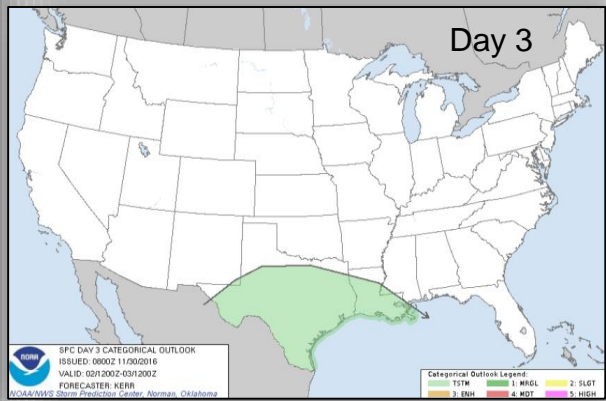 Day 3
NOAA
SPC DAY 3 CATEGORICAL OUTLOOK
ISSUED: 0800Z 11/30/2016
VALID: 02/1200Z-03/1200Z
FORECASTER: KERR
NOAA/NWS Storm Prediction Center, Norman, Oklahoma
Categorical Outlook Legend:
TSTM 1: MRGL 2: SLGT
3: ENH 4: MDT 5: HIGH